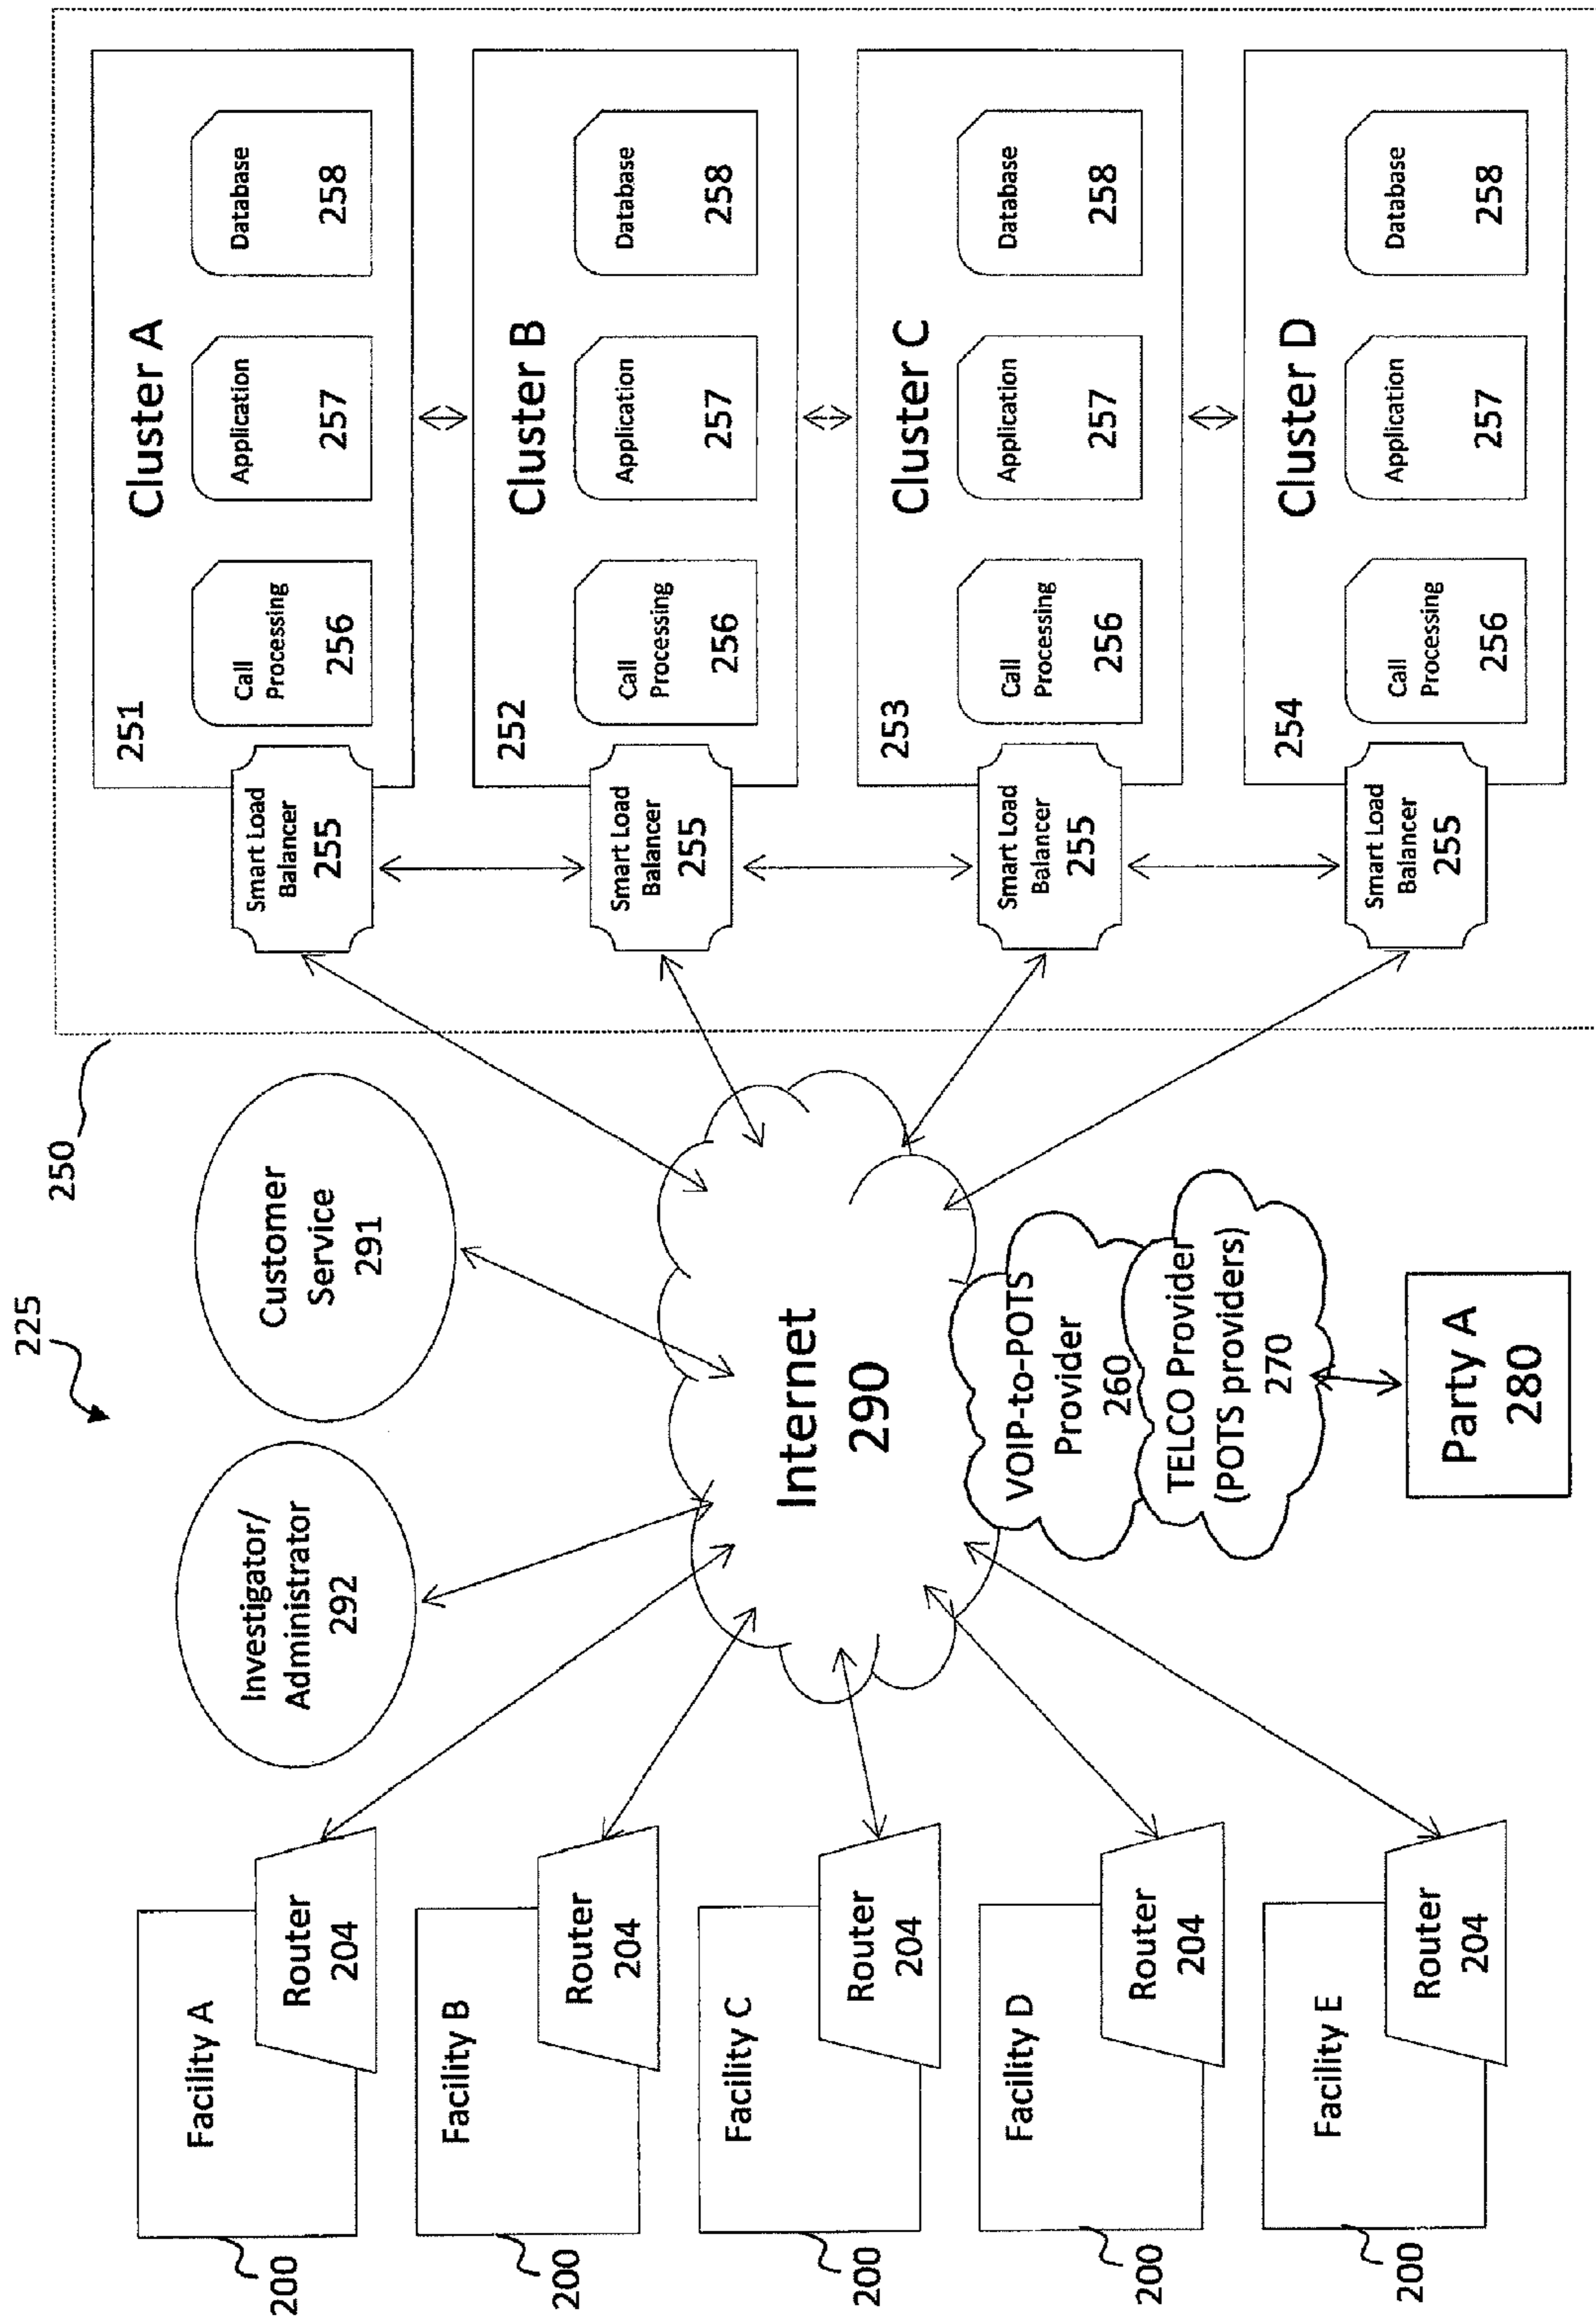 225
250
Facility A
Router
204
200
Facility B
Router
204
200
Facility C
Router
204
200
Facility D
Router
204
200
Facility E
Router
204
200
Investigator/
Administrator
292
Customer
Service
291
Internet
290
VOIP-to-POTS
Provider
260
TELCO Provider
(POTS providers)
270
Party A
280
251
Cluster A
Smart Load
Balancer
255
Call
Processing
256
Application
257
Database
258
252
Cluster B
Smart Load
Balancer
255
Call
Processing
256
Application
257
Database
258
253
Cluster C
Smart Load
Balancer
255
Call
Processing
256
Application
257
Database
258
254
Cluster D
Smart Load
Balancer
255
Call
Processing
256
Application
257
Database
258